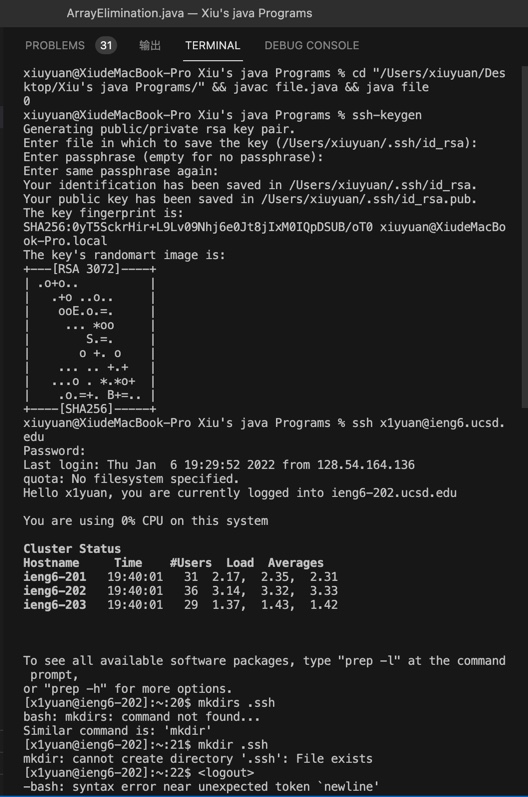 ArrayElimination.java — Xiu's java Programs
PROBLEMS 31 输出 TERMINAL DEBUG CONSOLE
xiuyuan@XiudeMacBook-Pro Xiu's java Programs % cd "/Users/xiuyuan/Des
ktop/Xiu's java Programs/" && javac file.java && java file
0
xiuyuan@XiudeMacBook-Pro Xiu's java Programs % ssh-keygen
Generating public/private rsa key pair.
Enter file in which to save the key (/Users/xiuyuan/.ssh/id_rsa):
Enter passphrase (empty for no passphrase):
Enter same passphrase again:
Your identification has been saved in /Users/xiuyuan/.ssh/id_rsa.
Your public key has been saved in /Users/xiuyuan/.ssh/id_rsa.pub.
The key fingerprint is:
SHA256:0yT5SckrHir+L9Lv09Nhj6e0Jt8jIxM0IQpDSUB/oT0 xiuyuan@XiudeMacBo
ok-Pro.local
The key's randomart image is:
+---[RSA 3072]----+
| .o+o..          |
|   .+o ..o..     |
|    ooE.o.=.     |
|     ... *oo     |
|        S.=.     |
|       o +. o    |
|    ... .. +.+   |
|   ...o . *.*o+  |
|    .o.=+. B+=.. |
+----[SHA256]-----+
xiuyuan@XiudeMacBook-Pro Xiu's java Programs % ssh x1yuan@ieng6.ucsd.
edu
Password:
Last login: Thu Jan  6 19:29:52 2022 from 128.54.164.136
quota: No filesystem specified.
Hello x1yuan, you are currently logged into ieng6-202.ucsd.edu
You are using 0% CPU on this system
Cluster Status
Hostname     Time    #Users  Load  Averages
ieng6-201   19:40:01   31  2.17,  2.35,  2.31
ieng6-202   19:40:01   36  3.14,  3.32,  3.33
ieng6-203   19:40:01   29  1.37,  1.43,  1.42
To see all available software packages, type "prep -l" at the command
 prompt,
or "prep -h" for more options.
[x1yuan@ieng6-202]:~:20$ mkdirs .ssh
bash: mkdirs: command not found...
Similar command is: 'mkdir'
[x1yuan@ieng6-202]:~:21$ mkdir .ssh
mkdir: cannot create directory '.ssh': File exists
[x1yuan@ieng6-202]:~:22$ <logout>
-bash: syntax error near unexpected token `newline'